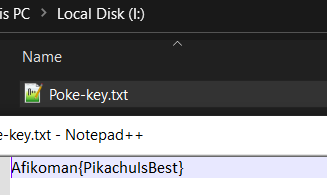 is PC > Local Disk (I:)
Name
Poke-key.txt
e-key.txt - Notepad++
Afikoman{PikachuIsBest}